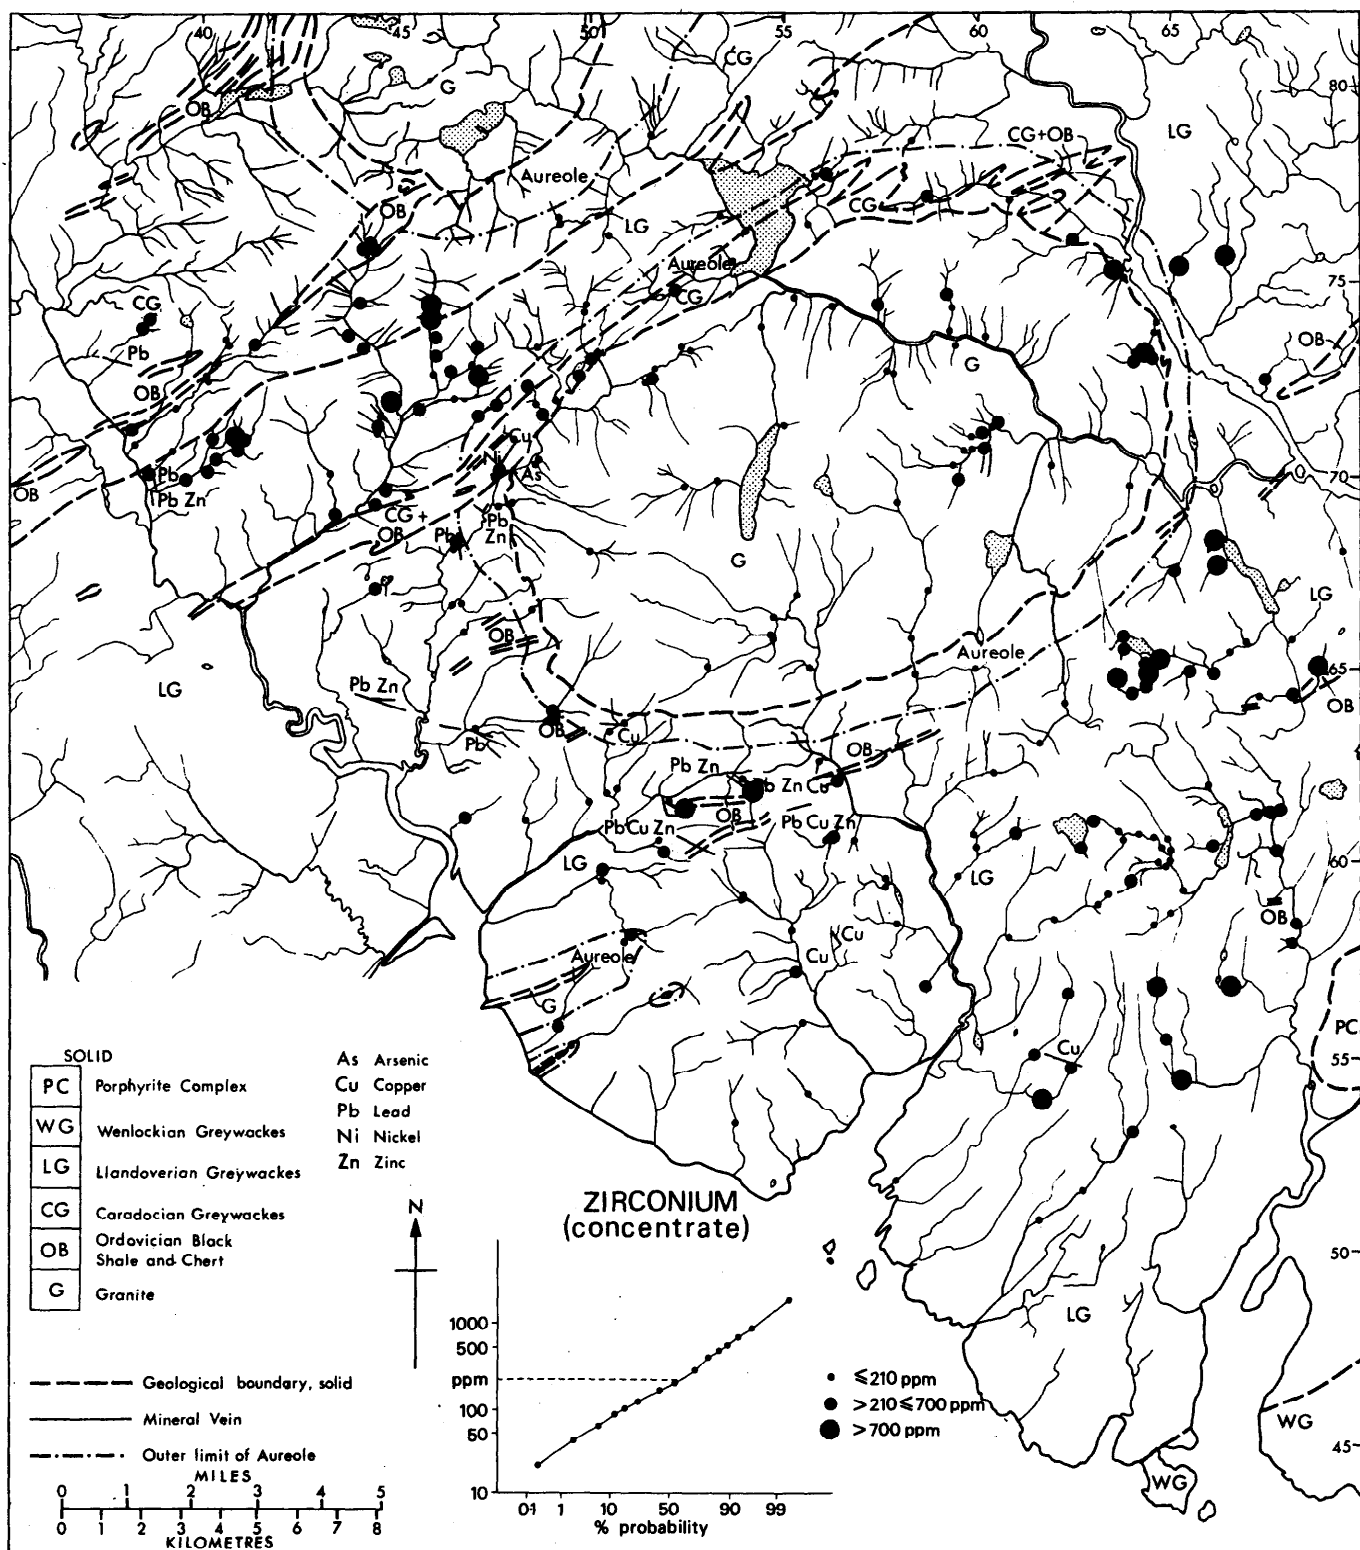 40 45 50 55 60 65
CG
G
80
OB
CG+OB
LG
Aureole
OB
CG
LG
Aureole
75
CG
CG
Pb
G
OB
OB
Cu
Ni
As
Pb
70
OB
Pb Zn
CG +
OB
Pb
Zn
Pb
G
LG
OB
Aureole
LG
Pb Zn
65
OB
OB
Pb
Cu
OB
Pb Zn
Pb Zn Cu
OB
Pb Cu Zn
Pb Cu Zn
LG
60
LG
OB
Cu
Aureole
Cu
G
PC
Cu
55
SOLID
PC Porphyrite Complex
WG Wenlockian Greywackes
LG Llandoverian Greywackes
CG Caradocian Greywackes
OB Ordovician Black
Shale and Chert
G Granite
As Arsenic
Cu Copper
Pb Lead
Ni Nickel
Zn Zinc
N
ZIRCONIUM
(concentrate)
50
LG
1000
500
ppm
100
50
10
0·1 1 10 50 90 99
% probability
⩽210 ppm
>210⩽700 ppm
>700 ppm
WG
45
WG
Geological boundary, solid
Mineral Vein
Outer limit of Aureole
MILES
0 1 2 3 4 5
0 1 2 3 4 5 6 7 8
KILOMETRES